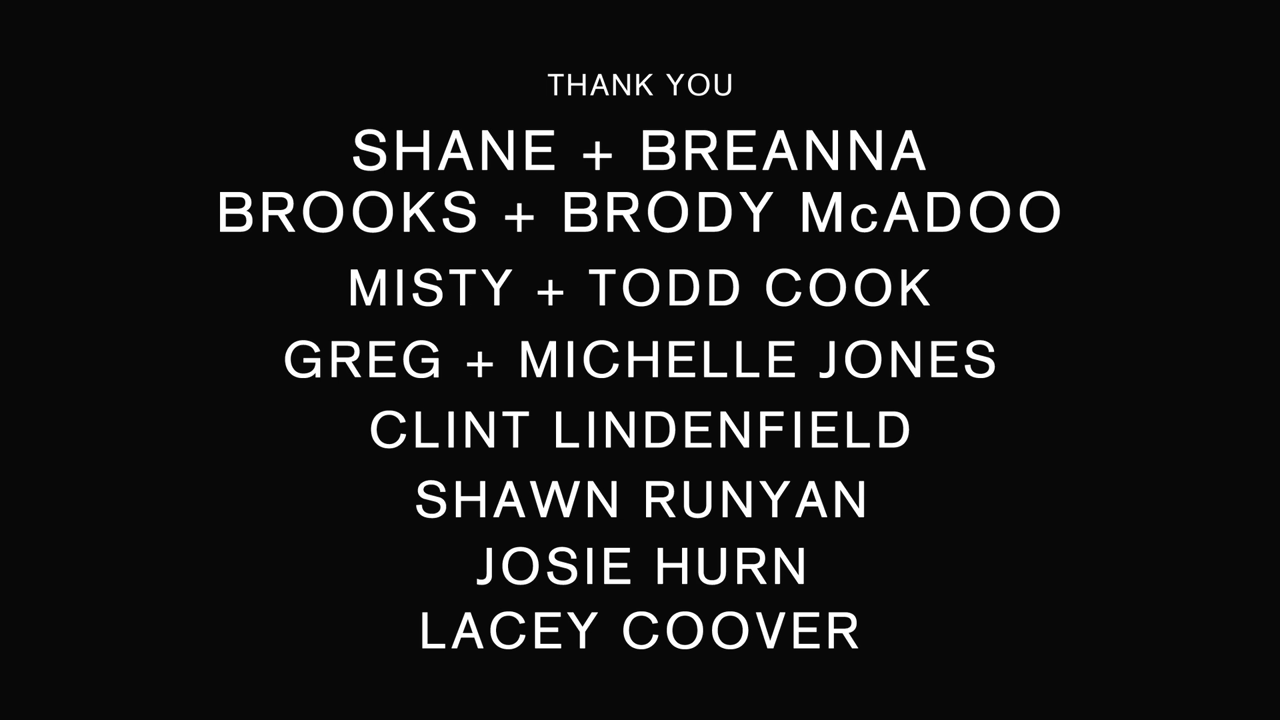 THANK YOU
SHANE + BREANNA
BROOKS + BRODY McADOO
MISTY + TODD COOK
GREG + MICHELLE JONES
CLINT LINDENFIELD
SHAWN RUNYAN
JOSIE HURN
LACEY COOVER